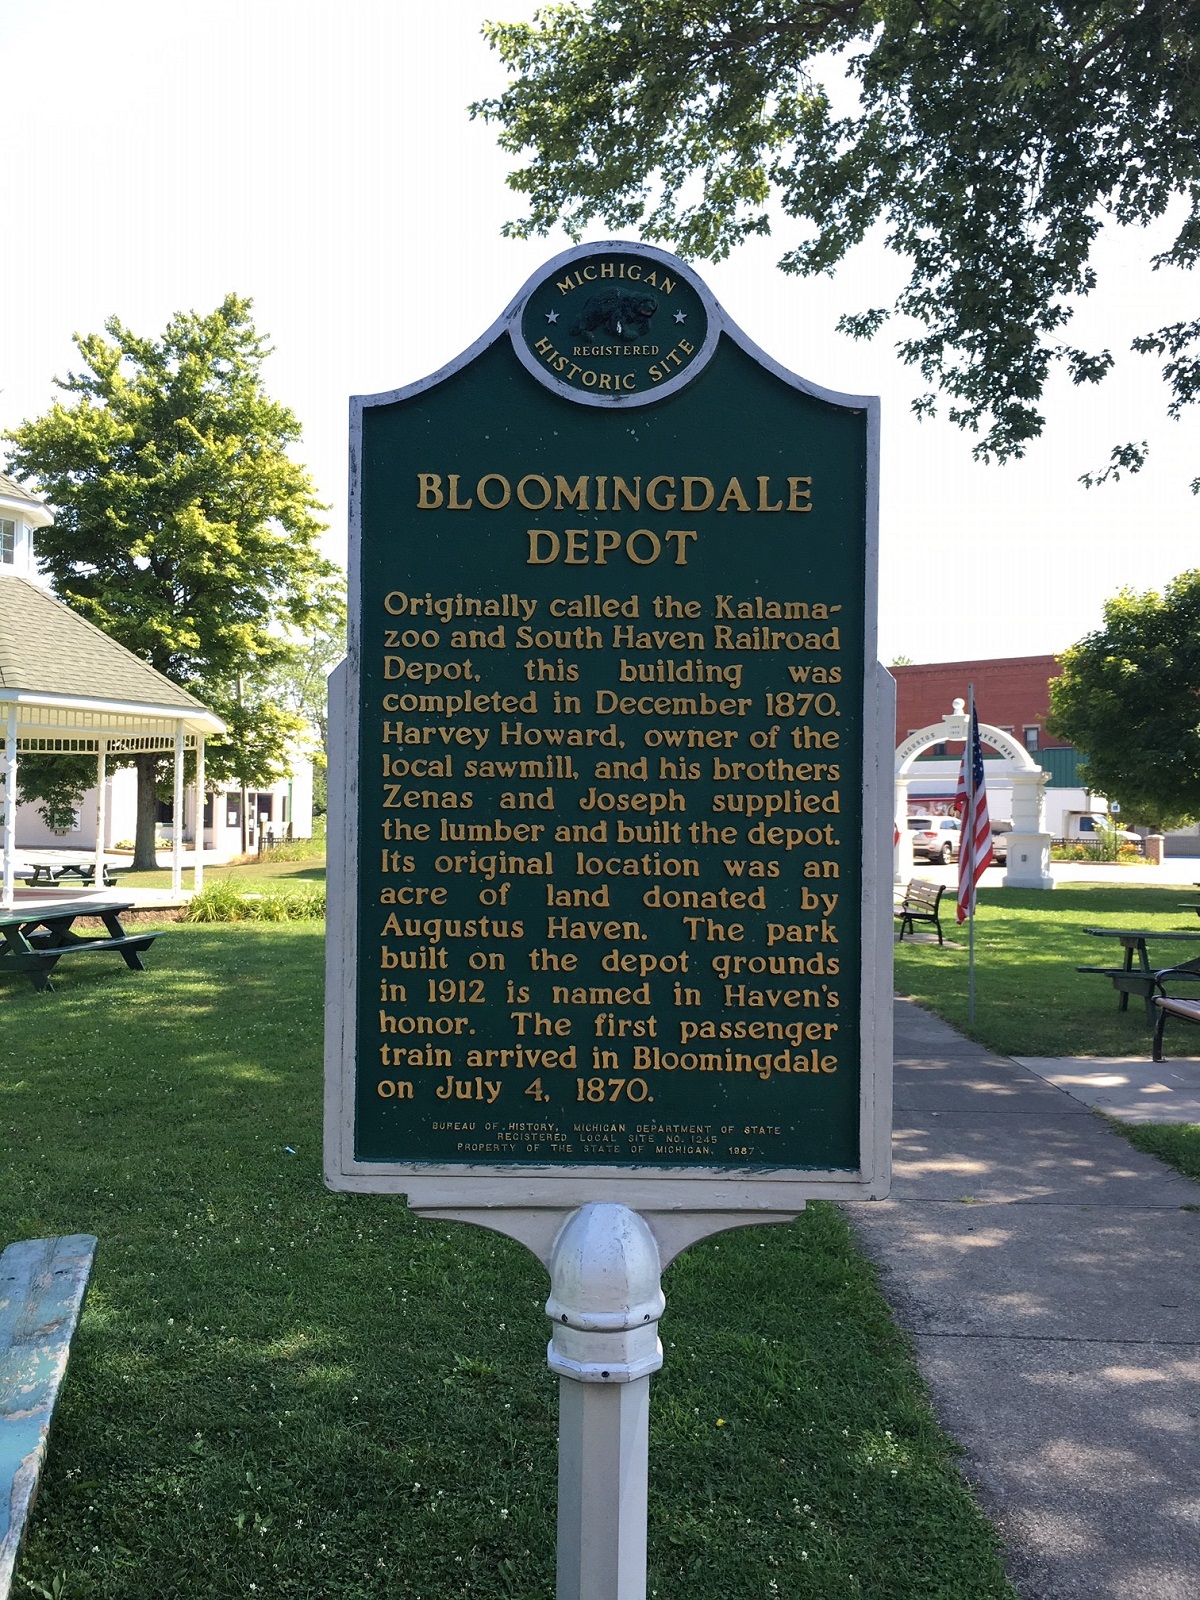 MICHIGAN
REGISTERED
HISTORIC SITE
BLOOMINGDALE
DEPOT
Originally called the Kalama-
zoo and South Haven Railroad
Depot, this building was
completed in December 1870.
Harvey Howard, owner of the
local sawmill, and his brothers
Zenas and Joseph supplied
the lumber and built the depot.
Its original location was an
acre of land donated by
Augustus Haven. The park
built on the depot grounds
in 1912 is named in Haven's
honor. The first passenger
train arrived in Bloomingdale
on July 4, 1870.
BUREAU OF HISTORY, MICHIGAN DEPARTMENT OF STATE
REGISTERED LOCAL SITE NO. 1245
PROPERTY OF THE STATE OF MICHIGAN, 1987
AUGUSTUS HAVEN PARK